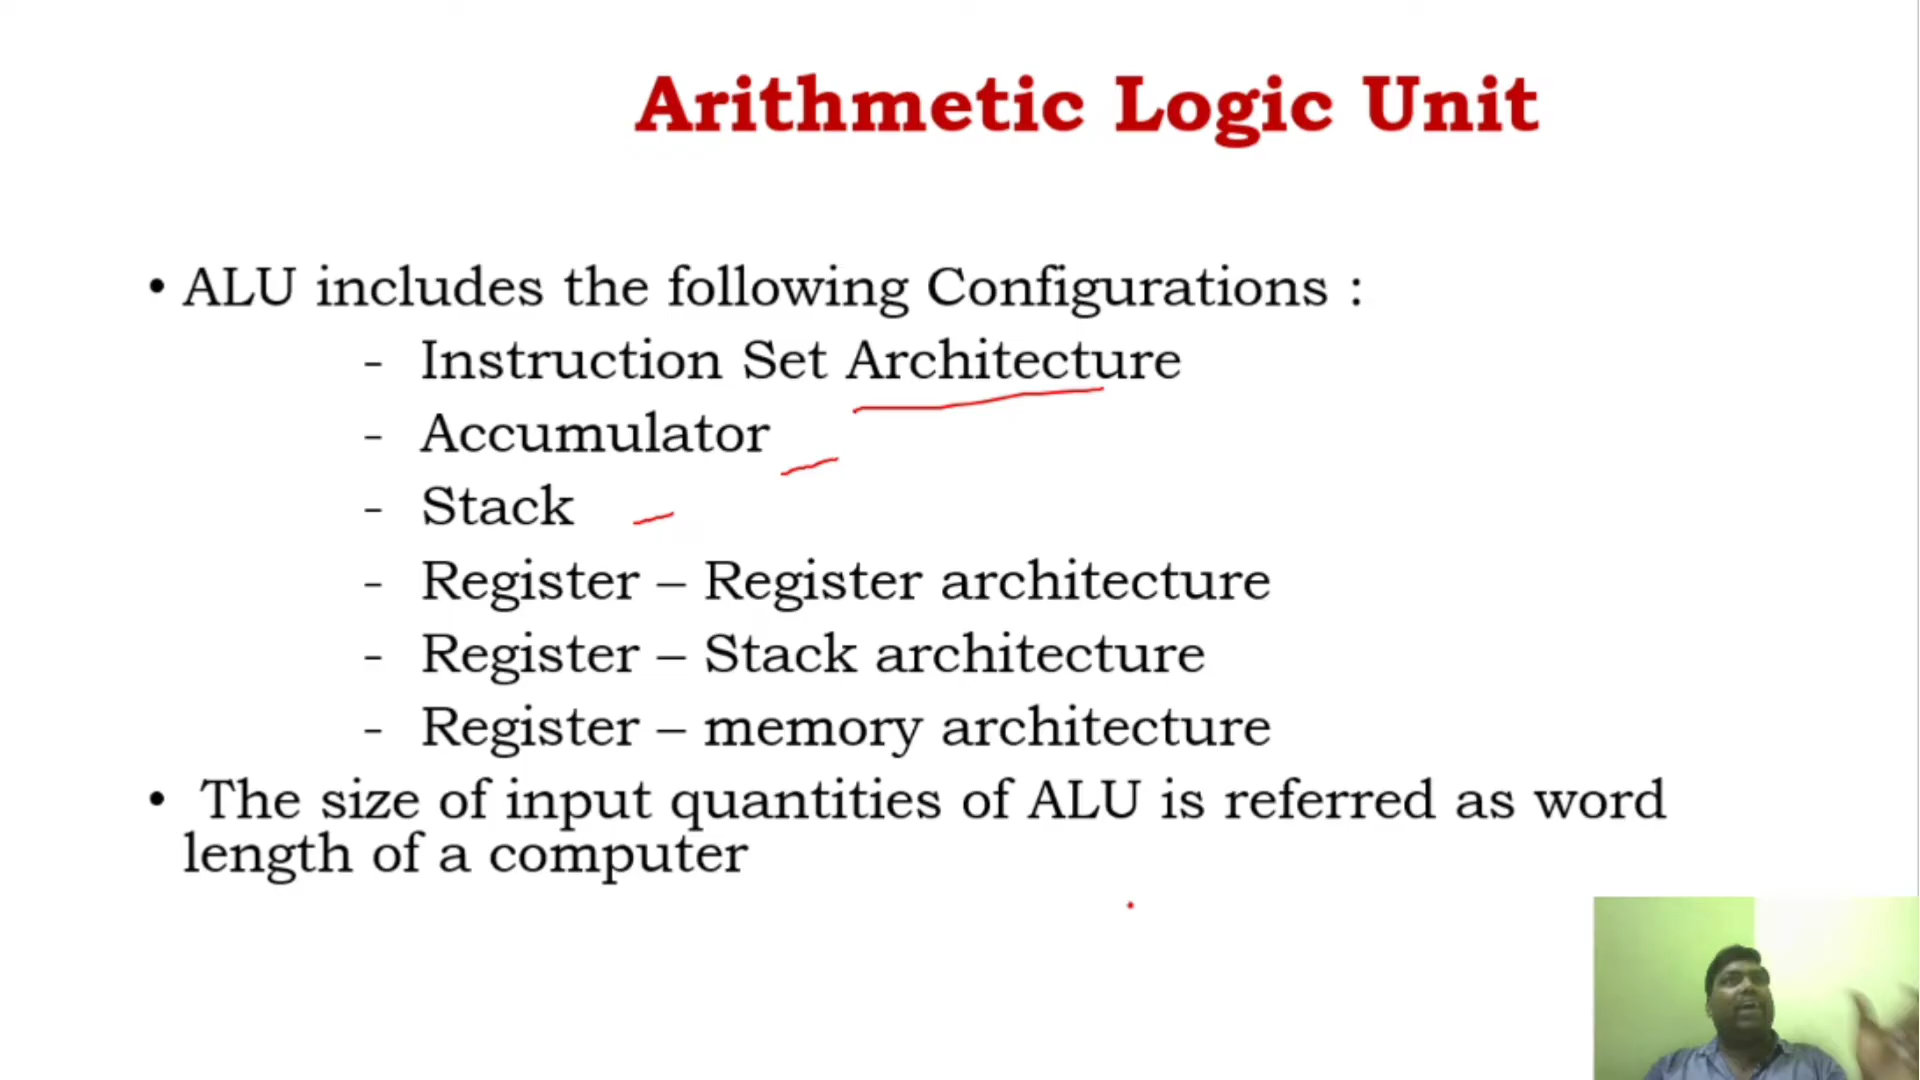 Arithmetic Logic Unit
• ALU includes the following Configurations :
- Instruction Set Architecture
- Accumulator
- Stack
- Register – Register architecture
- Register – Stack architecture
- Register – memory architecture
• The size of input quantities of ALU is referred as word
length of a computer